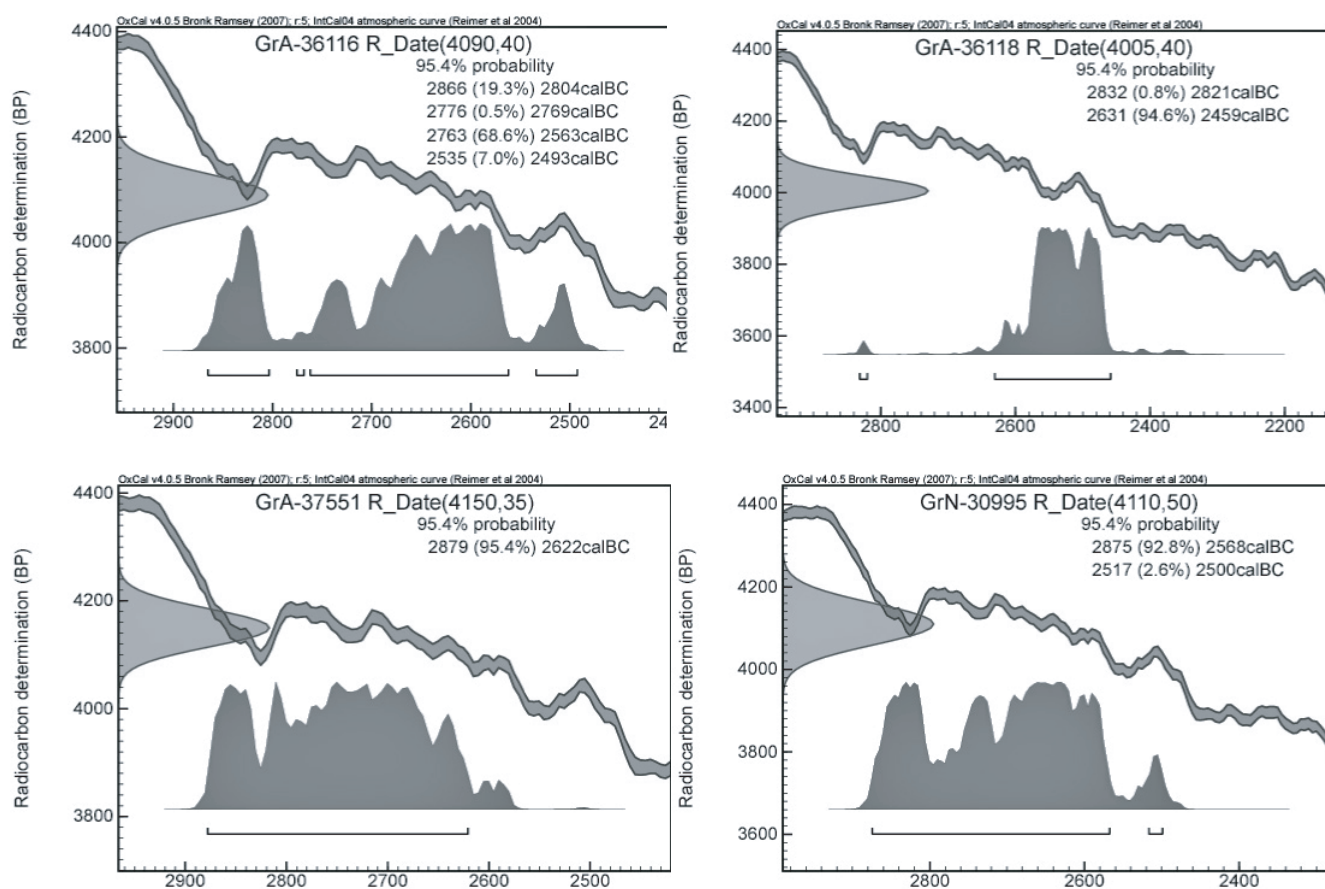 OxCal v4.0.5 Bronk Ramsey (2007); r:5; IntCal04 atmospheric curve (Reimer et al 2004)
GrA-36116 R_Date(4090,40)
95.4% probability
2866 (19.3%) 2804calBC
2776 (0.5%) 2769calBC
2763 (68.6%) 2563calBC
2535 (7.0%) 2493calBC
Radiocarbon determination (BP)
4400
4200
4000
3800
2900 2800 2700 2600 2500 24
OxCal v4.0.5 Bronk Ramsey (2007); r:5; IntCal04 atmospheric curve (Reimer et al 2004)
GrA-36118 R_Date(4005,40)
95.4% probability
2832 (0.8%) 2821calBC
2631 (94.6%) 2459calBC
Radiocarbon determination (BP)
4400
4200
4000
3800
3600
3400
2800 2600 2400 2200
OxCal v4.0.5 Bronk Ramsey (2007); r:5; IntCal04 atmospheric curve (Reimer et al 2004)
GrA-37551 R_Date(4150,35)
95.4% probability
2879 (95.4%) 2622calBC
Radiocarbon determination (BP)
4400
4200
4000
3800
2900 2800 2700 2600 2500
OxCal v4.0.5 Bronk Ramsey (2007); r:5; IntCal04 atmospheric curve (Reimer et al 2004)
GrN-30995 R_Date(4110,50)
95.4% probability
2875 (92.8%) 2568calBC
2517 (2.6%) 2500calBC
Radiocarbon determination (BP)
4400
4200
4000
3800
3600
2800 2600 2400